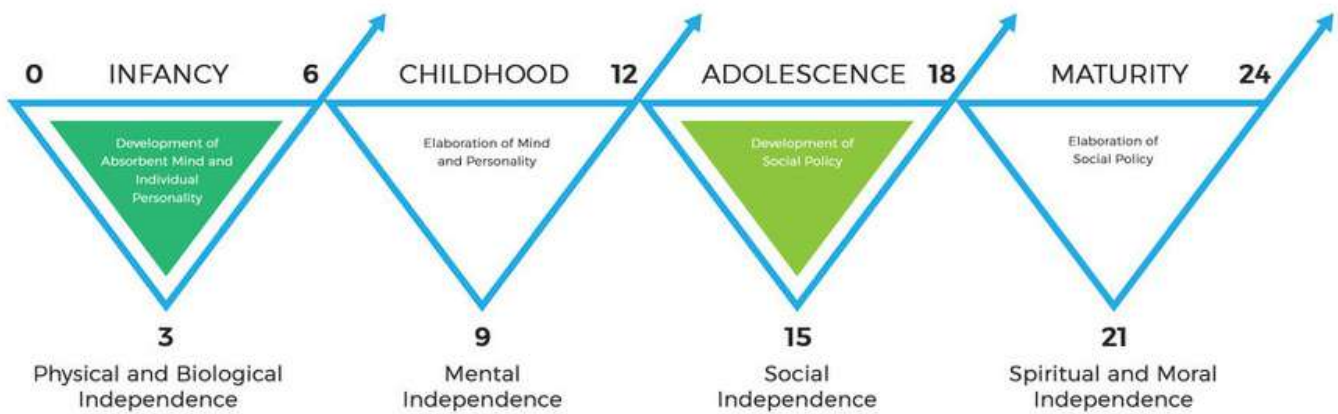 0 INFANCY 6 CHILDHOOD 12 ADOLESCENCE 18 MATURITY 24
Development of
Absorbent Mind and
Individual
Personality
Elaboration of Mind
and Personality
Development of
Social Policy
Elaboration of
Social Policy
3
Physical and Biological
Independence
9
Mental
Independence
15
Social
Independence
21
Spiritual and Moral
Independence